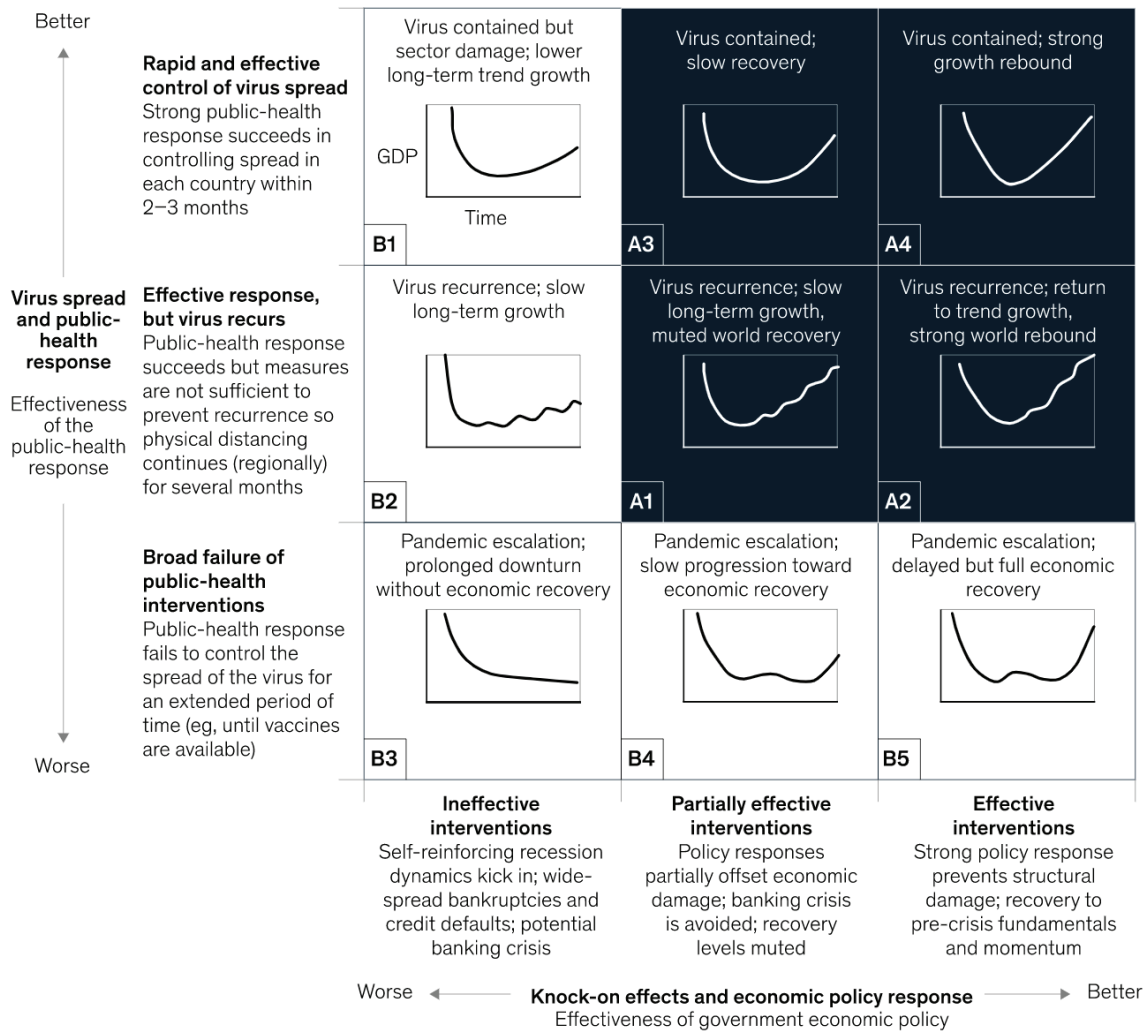 Better
Rapid and effective
control of virus spread
Strong public-health
response succeeds in
controlling spread in
each country within
2–3 months
Virus contained but
sector damage; lower
long-term trend growth
GDP
Time
B1
Virus contained;
slow recovery
A3
Virus contained; strong
growth rebound
A4
Virus spread
and public-
health
response
Effectiveness
of the
public-health
response
Effective response,
but virus recurs
Public-health response
succeeds but measures
are not sufficient to
prevent recurrence so
physical distancing
continues (regionally)
for several months
Virus recurrence; slow
long-term growth
B2
Virus recurrence; slow
long-term growth,
muted world recovery
A1
Virus recurrence; return
to trend growth,
strong world rebound
A2
Broad failure of
public-health
interventions
Public-health response
fails to control the
spread of the virus for
an extended period of
time (eg, until vaccines
are available)
Worse
Pandemic escalation;
prolonged downturn
without economic recovery
B3
Pandemic escalation;
slow progression toward
economic recovery
B4
Pandemic escalation;
delayed but full economic
recovery
B5
Ineffective
interventions
Self-reinforcing recession
dynamics kick in; wide-
spread bankruptcies and
credit defaults; potential
banking crisis
Partially effective
interventions
Policy responses
partially offset economic
damage; banking crisis
is avoided; recovery
levels muted
Effective
interventions
Strong policy response
prevents structural
damage; recovery to
pre-crisis fundamentals
and momentum
Worse
Knock-on effects and economic policy response
Effectiveness of government economic policy
Better